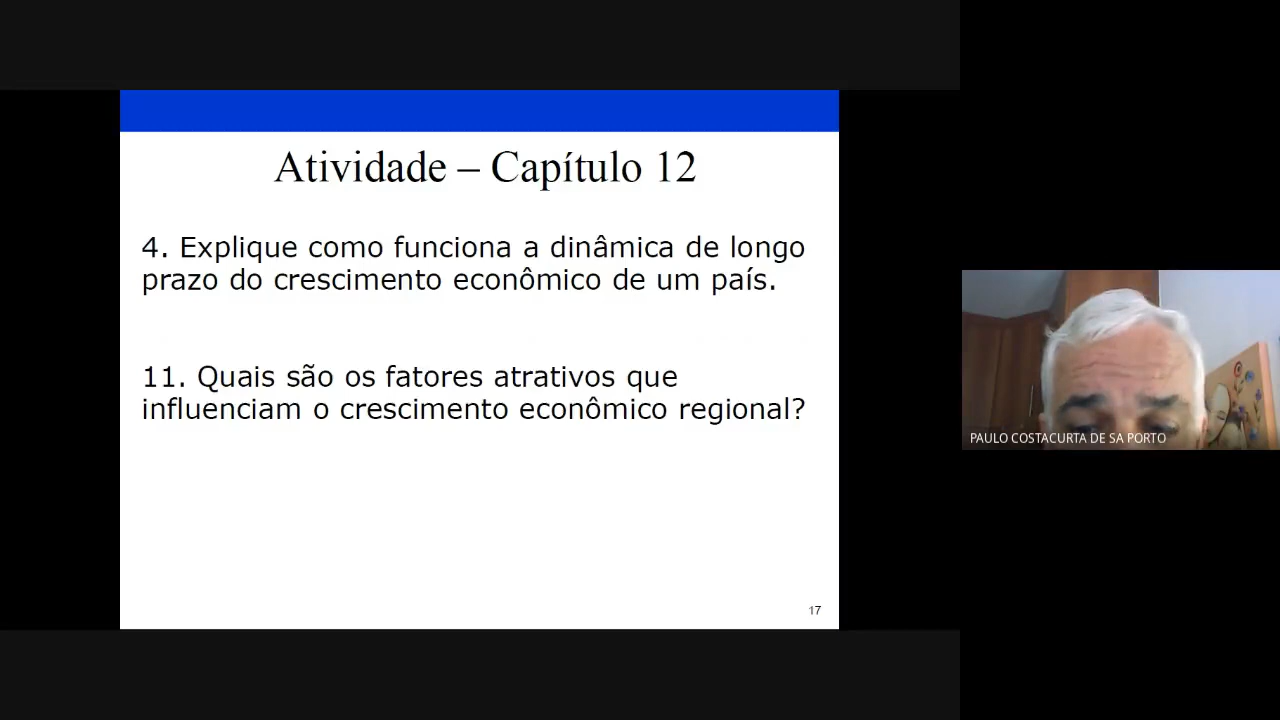 Atividade – Capítulo 12
4. Explique como funciona a dinâmica de longo
prazo do crescimento econômico de um país.
11. Quais são os fatores atrativos que
influenciam o crescimento econômico regional?
17
PAULO COSTACURTA DE SA PORTO